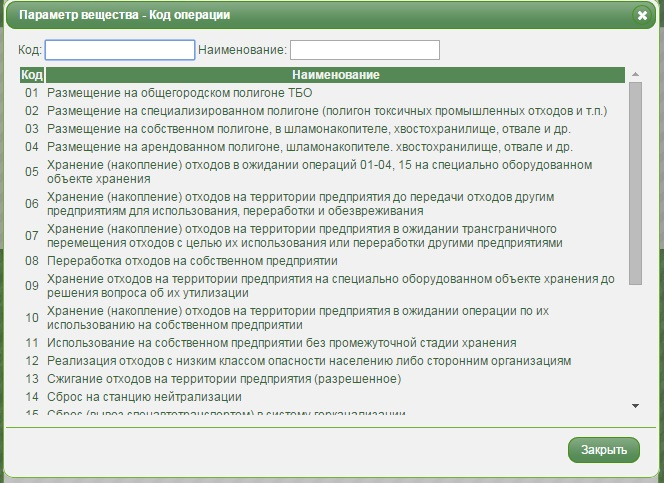 Параметр вещества - Код операции
Код: Наименование:
Код Наименование
01 Размещение на общегородском полигоне ТБО
02 Размещение на специализированном полигоне (полигон токсичных промышленных отходов и т.п.)
03 Размещение на собственном полигоне, в шламонакопителе, хвостохранилище, отвале и др.
04 Размещение на арендованном полигоне, шламонакопителе. хвостохранилище, отвале и др.
05 Хранение (накопление) отходов в ожидании операций 01-04, 15 на специально оборудованном
объекте хранения
06 Хранение (накопление) отходов на территории предприятия до передачи отходов другим
предприятиям для использования, переработки и обезвреживания
07 Хранение (накопление) отходов на территории предприятия в ожидании трансграничного
перемещения отходов с целью их использования или переработки другими предприятиями
08 Переработка отходов на собственном предприятии
09 Хранение отходов на территории предприятия на специально оборудованном объекте хранения до
решения вопроса об их утилизации
10 Хранение (накопление) отходов на территории предприятия в ожидании операции по их
использованию на собственном предприятии
11 Использование на собственном предприятии без промежуточной стадии хранения
12 Реализация отходов с низким классом опасности населению либо сторонним организациям
13 Сжигание отходов на территории предприятия (разрешенное)
14 Сброс на станцию нейтрализации
15 Сброс (вывоз спецавтотранспортом) в систему горканализации
Закрыть